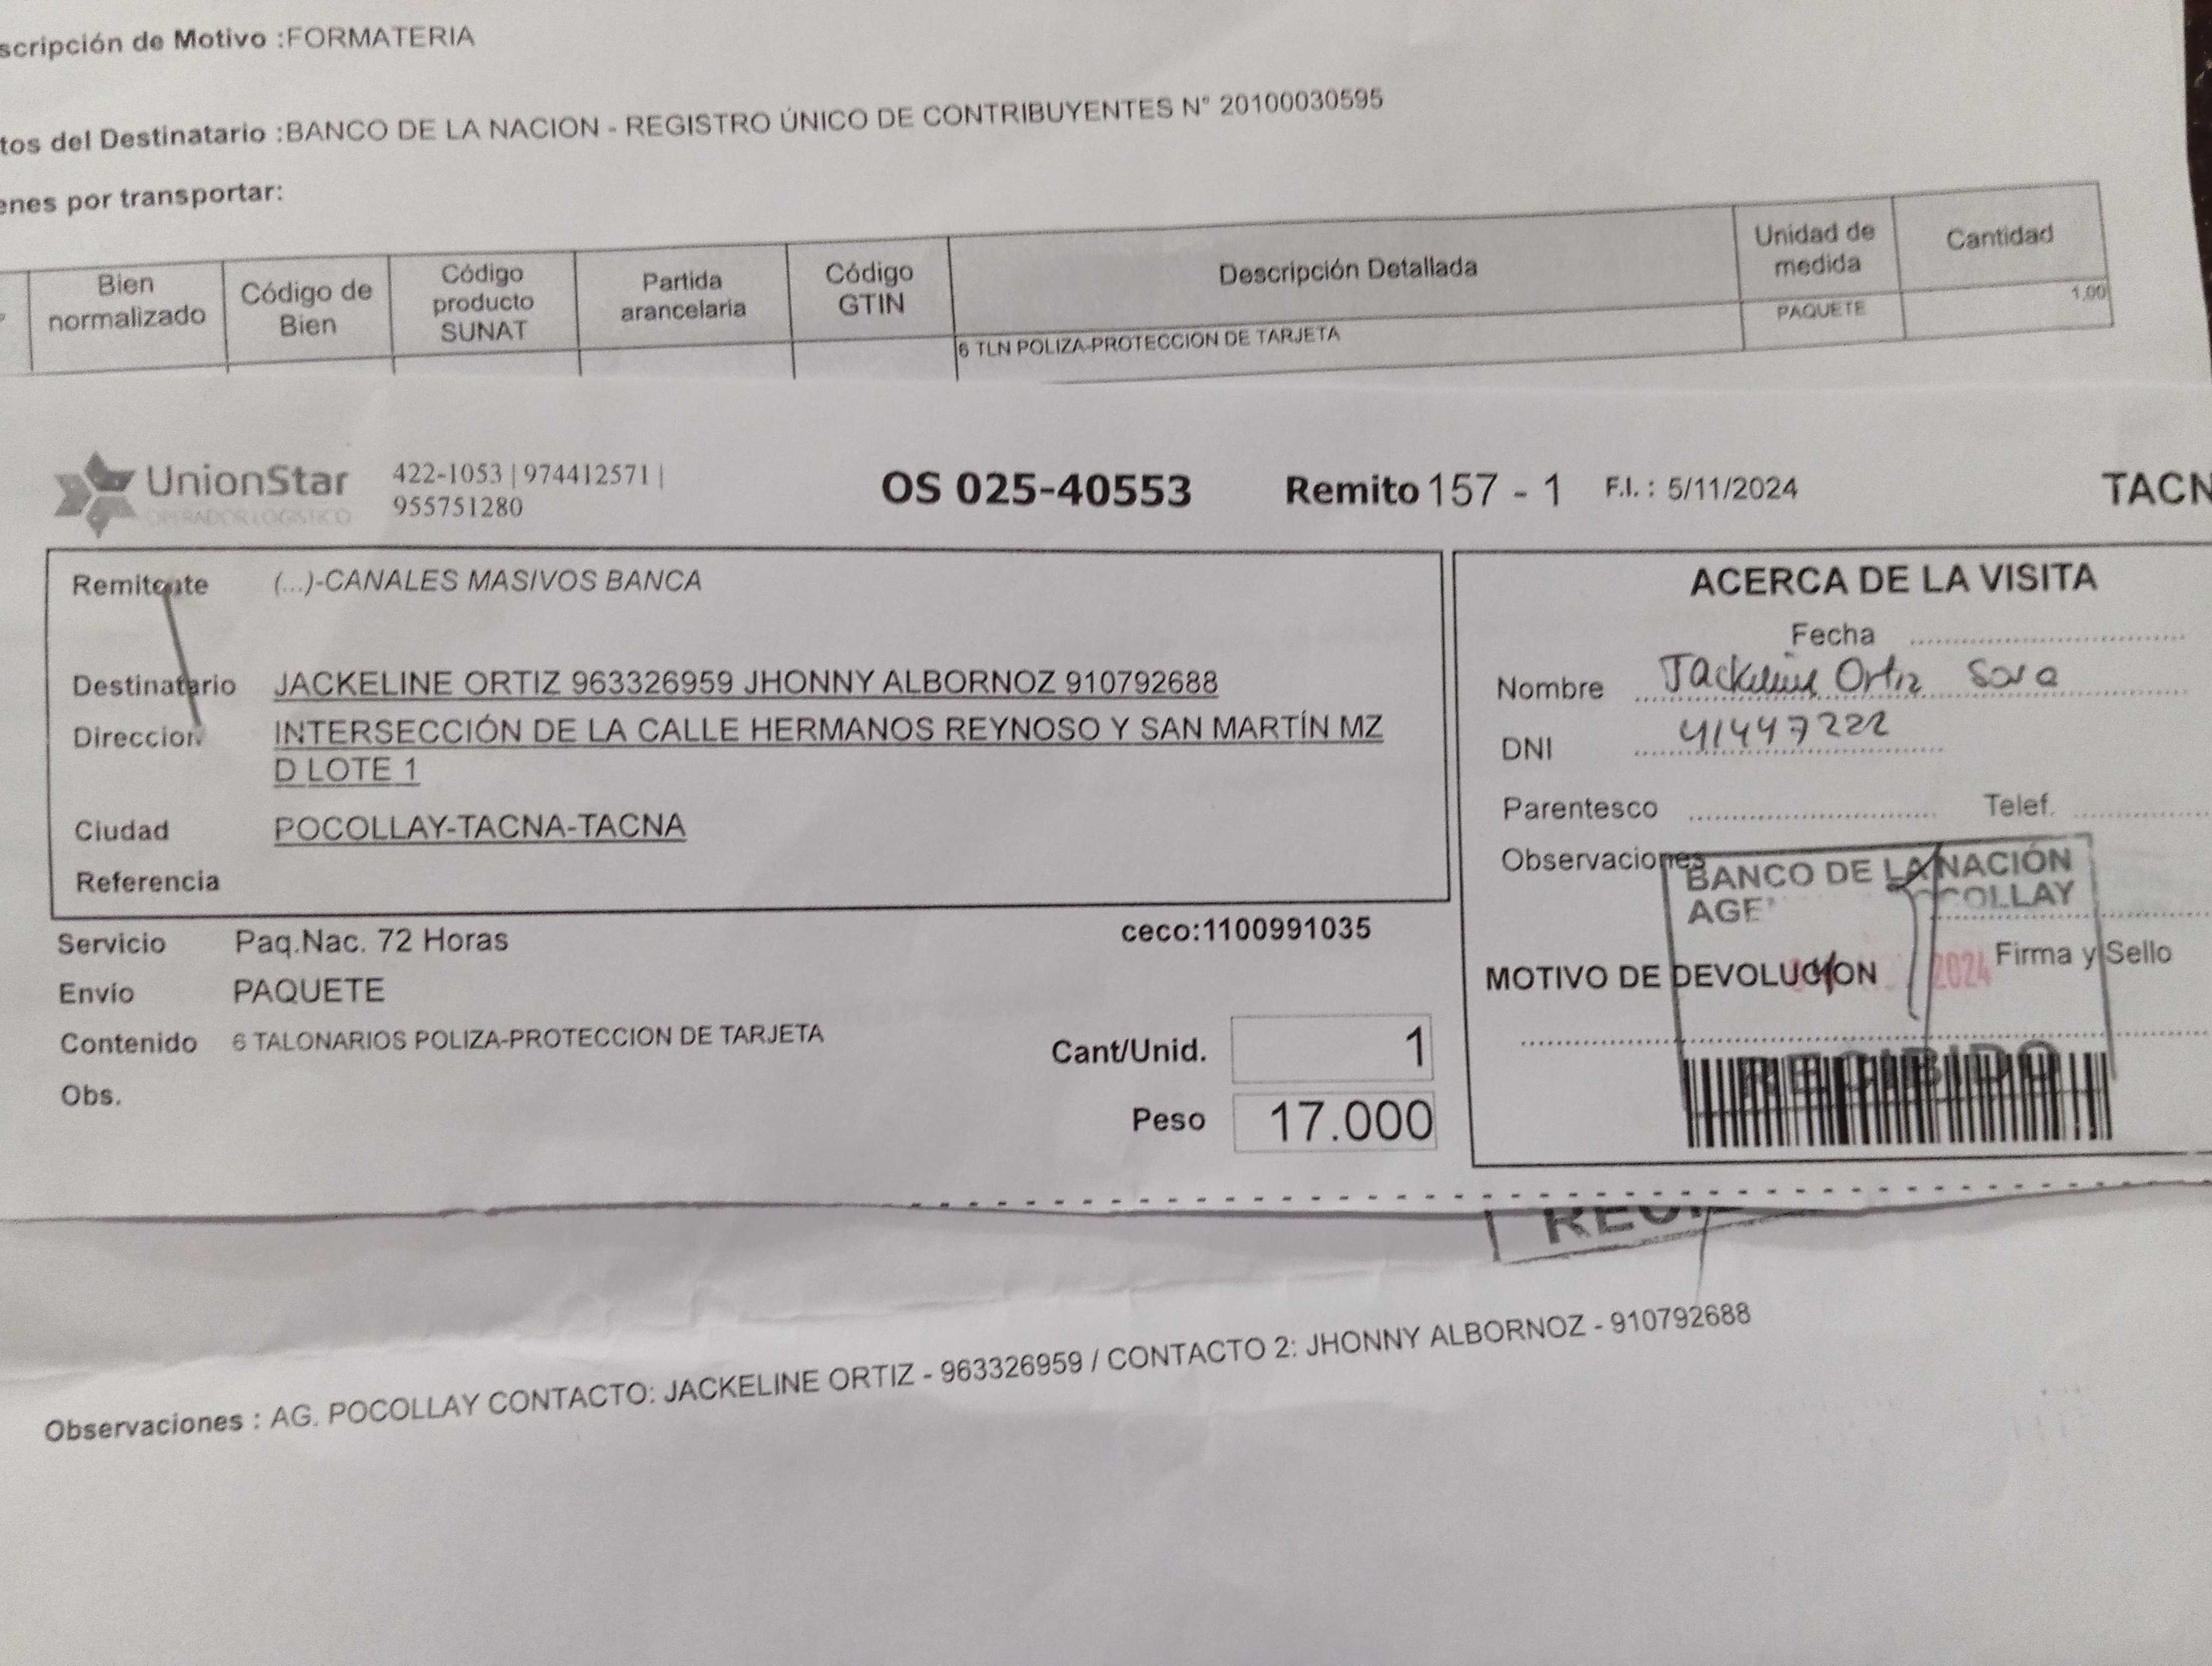 scripción de Motivo :FORMATERIA
tos del Destinatario :BANCO DE LA NACION - REGISTRO ÚNICO DE CONTRIBUYENTES N° 20100030595
enes por transportar:
Bien normalizado
Código de Bien
Código producto SUNAT
Partida arancelaria
Código GTIN
Descripción Detallada
Unidad de medida
Cantidad
6 TLN POLIZA-PROTECCION DE TARJETA
PAQUETE
1,00
UnionStar
OPERADOR LOGISTICO
422-1053 | 974412571 |
955751280
OS 025-40553
Remito 157 - 1
F.I. : 5/11/2024
TACN
Remitente (...)-CANALES MASIVOS BANCA
Destinatario JACKELINE ORTIZ 963326959 JHONNY ALBORNOZ 910792688
Direccion INTERSECCIÓN DE LA CALLE HERMANOS REYNOSO Y SAN MARTÍN MZ
D LOTE 1
Ciudad POCOLLAY-TACNA-TACNA
Referencia
ceco:1100991035
Servicio Paq.Nac. 72 Horas
Envío PAQUETE
Contenido 6 TALONARIOS POLIZA-PROTECCION DE TARJETA
Obs.
Cant/Unid. 1
Peso 17.000
ACERCA DE LA VISITA
Fecha
Nombre Jackeline Ortiz Sosa
DNI 41447222
Parentesco Telef.
Observaciones
BANCO DE LA NACIÓN
AGE OCOLLAY
Firma y Sello
MOTIVO DE DEVOLUCION
2024
RECIBIDO
Observaciones : AG. POCOLLAY CONTACTO: JACKELINE ORTIZ - 963326959 / CONTACTO 2: JHONNY ALBORNOZ - 910792688